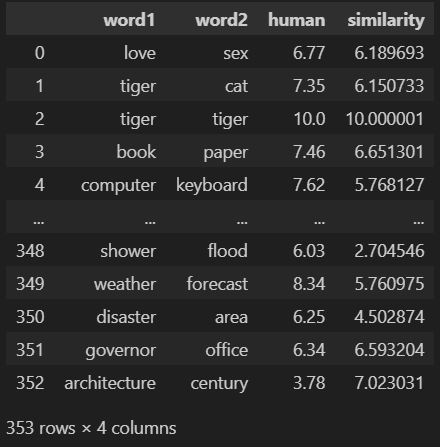 word1 word2 human similarity
0 love sex 6.77 6.189693
1 tiger cat 7.35 6.150733
2 tiger tiger 10.0 10.000001
3 book paper 7.46 6.651301
4 computer keyboard 7.62 5.768127
... ... ... ... ...
348 shower flood 6.03 2.704546
349 weather forecast 8.34 5.760975
350 disaster area 6.25 4.502874
351 governor office 6.34 6.593204
352 architecture century 3.78 7.023031
353 rows × 4 columns